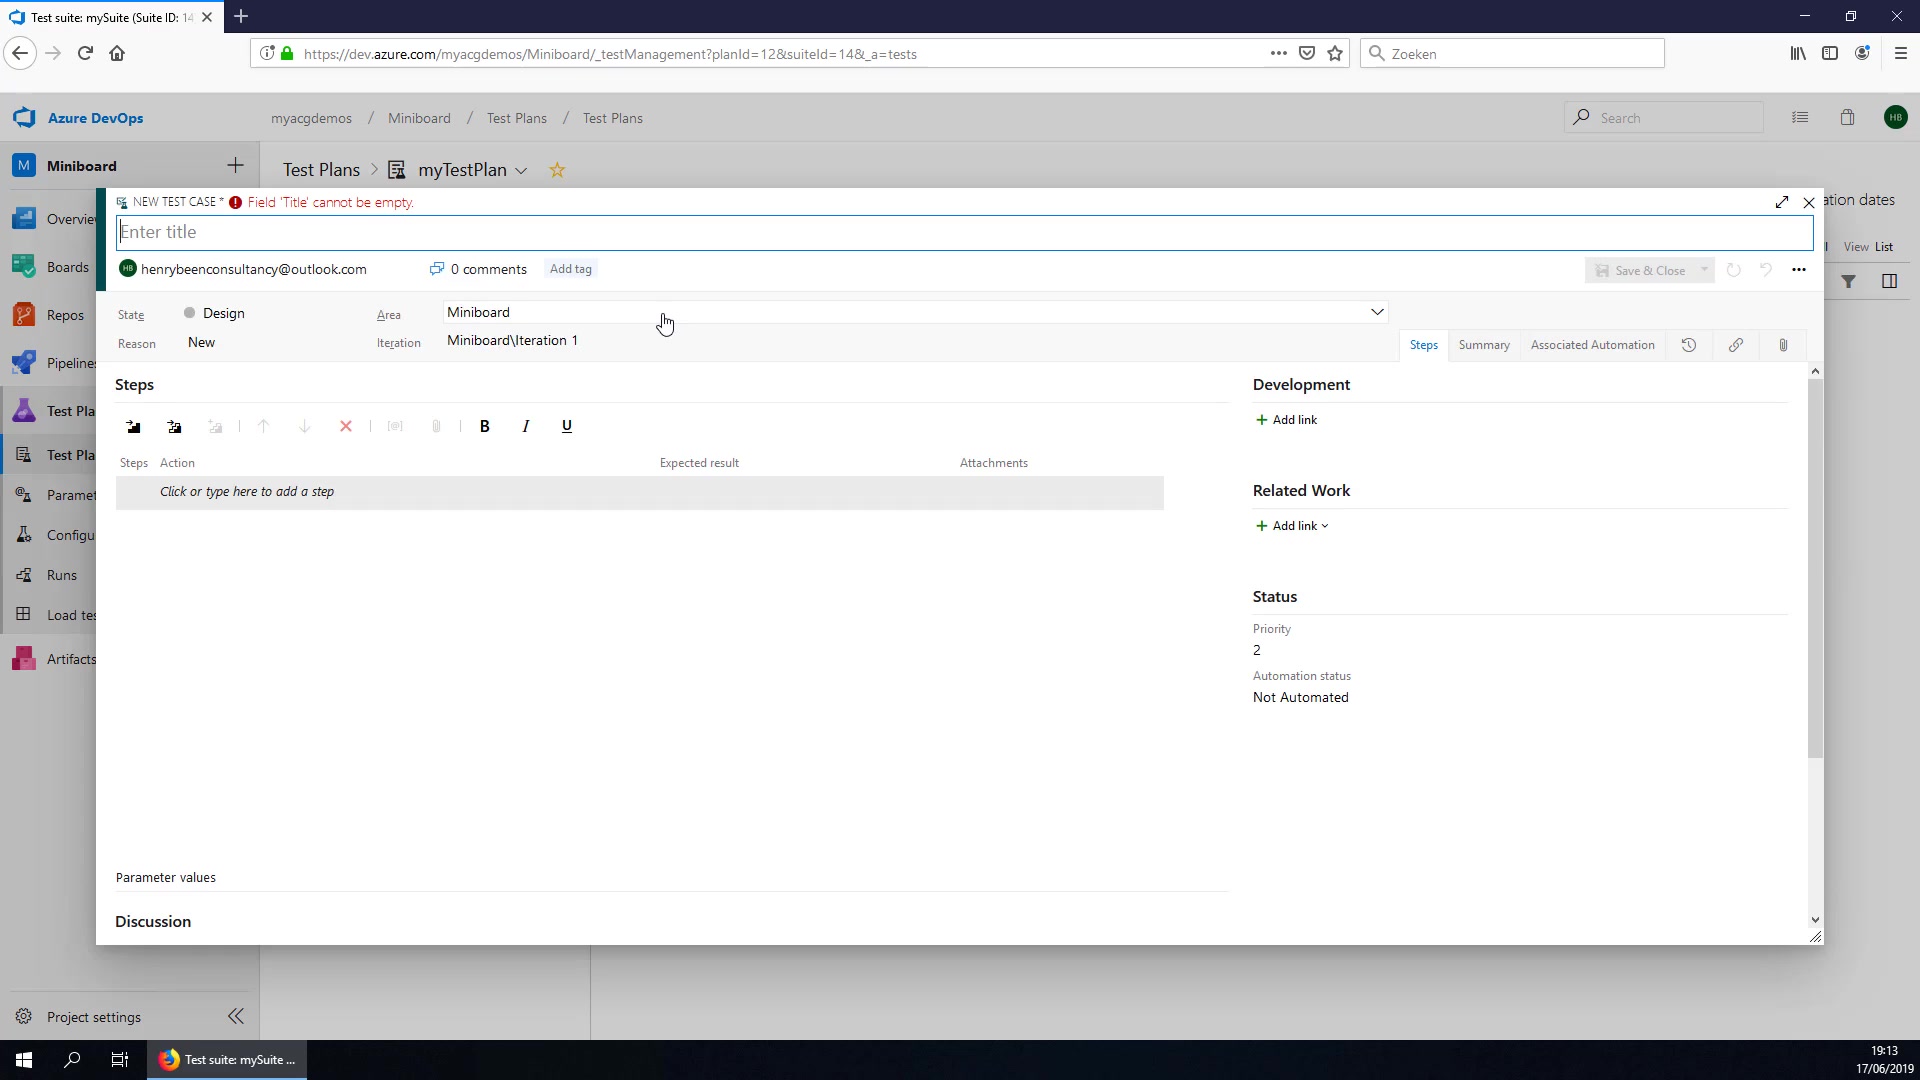 Test suite: mySuite (Suite ID: 14
https://dev.azure.com/myacgdemos/Miniboard/_testManagement?planId=12&suiteId=14&_a=tests
Zoeken
Azure DevOps
myacgdemos / Miniboard / Test Plans / Test Plans
Search
HB
M Miniboard
Test Plans > myTestPlan
NEW TEST CASE * Field 'Title' cannot be empty.
ation dates
Enter title
Overview
View List
HB henrybeenconsultancy@outlook.com
0 comments
Add tag
Save & Close
Boards
State Design
Area Miniboard
Repos
Reason New
Iteration Miniboard\Iteration 1
Steps Summary Associated Automation
Pipelines
Steps
Development
Test Pla
B I U
Add link
Test Pla
Steps Action Expected result Attachments
Click or type here to add a step
Related Work
Paramet
Add link
Configu
Runs
Status
Load tes
Priority
2
Artifacts
Automation status
Not Automated
Parameter values
Discussion
Project settings
Test suite: mySuite ...
19:13
17/06/2019